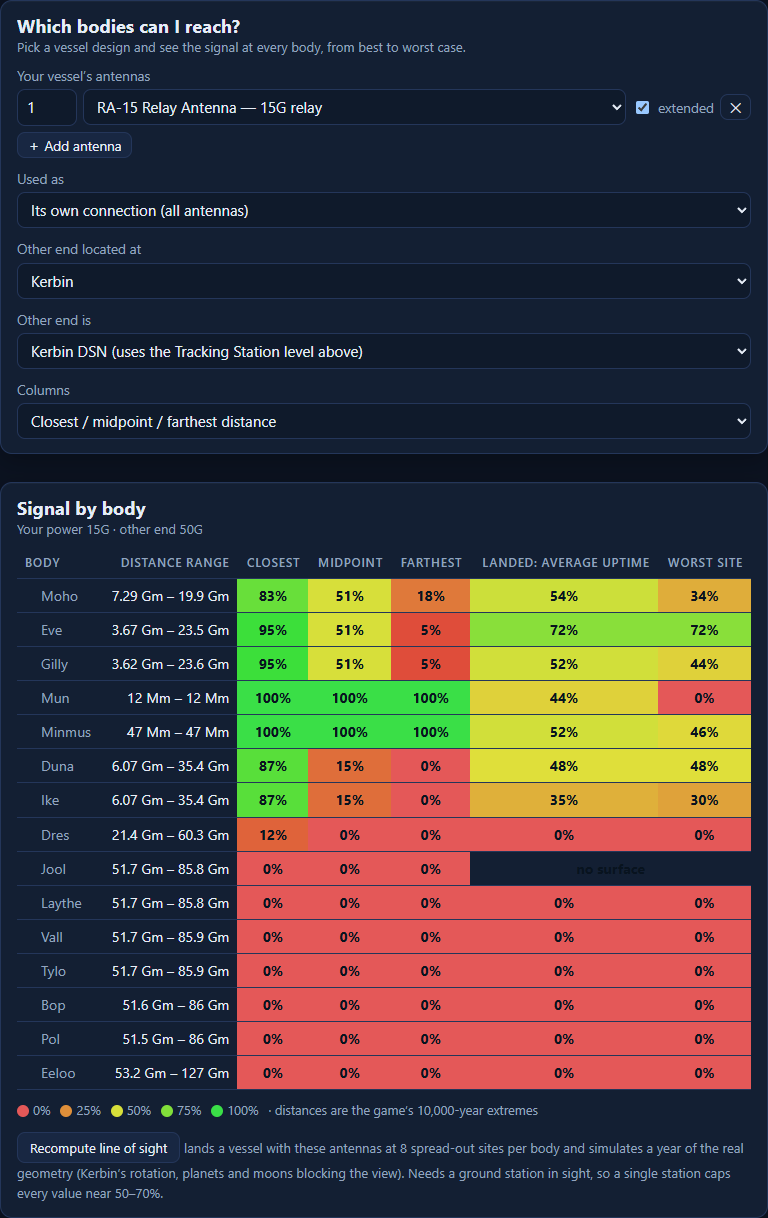 Which bodies can I reach?
Pick a vessel design and see the signal at every body, from best to worst case.
Your vessel's antennas
1 RA-15 Relay Antenna — 15G relay extended ✕
+ Add antenna
Used as
Its own connection (all antennas)
Other end located at
Kerbin
Other end is
Kerbin DSN (uses the Tracking Station level above)
Columns
Closest / midpoint / farthest distance
Signal by body
Your power 15G · other end 50G
BODY DISTANCE RANGE CLOSEST MIDPOINT FARTHEST LANDED: AVERAGE UPTIME WORST SITE
Moho 7.29 Gm – 19.9 Gm 83% 51% 18% 54% 34%
Eve 3.67 Gm – 23.5 Gm 95% 51% 5% 72% 72%
Gilly 3.62 Gm – 23.6 Gm 95% 51% 5% 52% 44%
Mun 12 Mm – 12 Mm 100% 100% 100% 44% 0%
Minmus 47 Mm – 47 Mm 100% 100% 100% 52% 46%
Duna 6.07 Gm – 35.4 Gm 87% 15% 0% 48% 48%
Ike 6.07 Gm – 35.4 Gm 87% 15% 0% 35% 30%
Dres 21.4 Gm – 60.3 Gm 12% 0% 0% 0% 0%
Jool 51.7 Gm – 85.8 Gm 0% 0% 0% no surface
Laythe 51.7 Gm – 85.8 Gm 0% 0% 0% 0% 0%
Vall 51.7 Gm – 85.9 Gm 0% 0% 0% 0% 0%
Tylo 51.7 Gm – 85.9 Gm 0% 0% 0% 0% 0%
Bop 51.6 Gm – 86 Gm 0% 0% 0% 0% 0%
Pol 51.5 Gm – 86 Gm 0% 0% 0% 0% 0%
Eeloo 53.2 Gm – 127 Gm 0% 0% 0% 0% 0%
0% 25% 50% 75% 100% · distances are the game's 10,000-year extremes
Recompute line of sight lands a vessel with these antennas at 8 spread-out sites per body and simulates a year of the real
geometry (Kerbin's rotation, planets and moons blocking the view). Needs a ground station in sight, so a single station caps
every value near 50–70%.